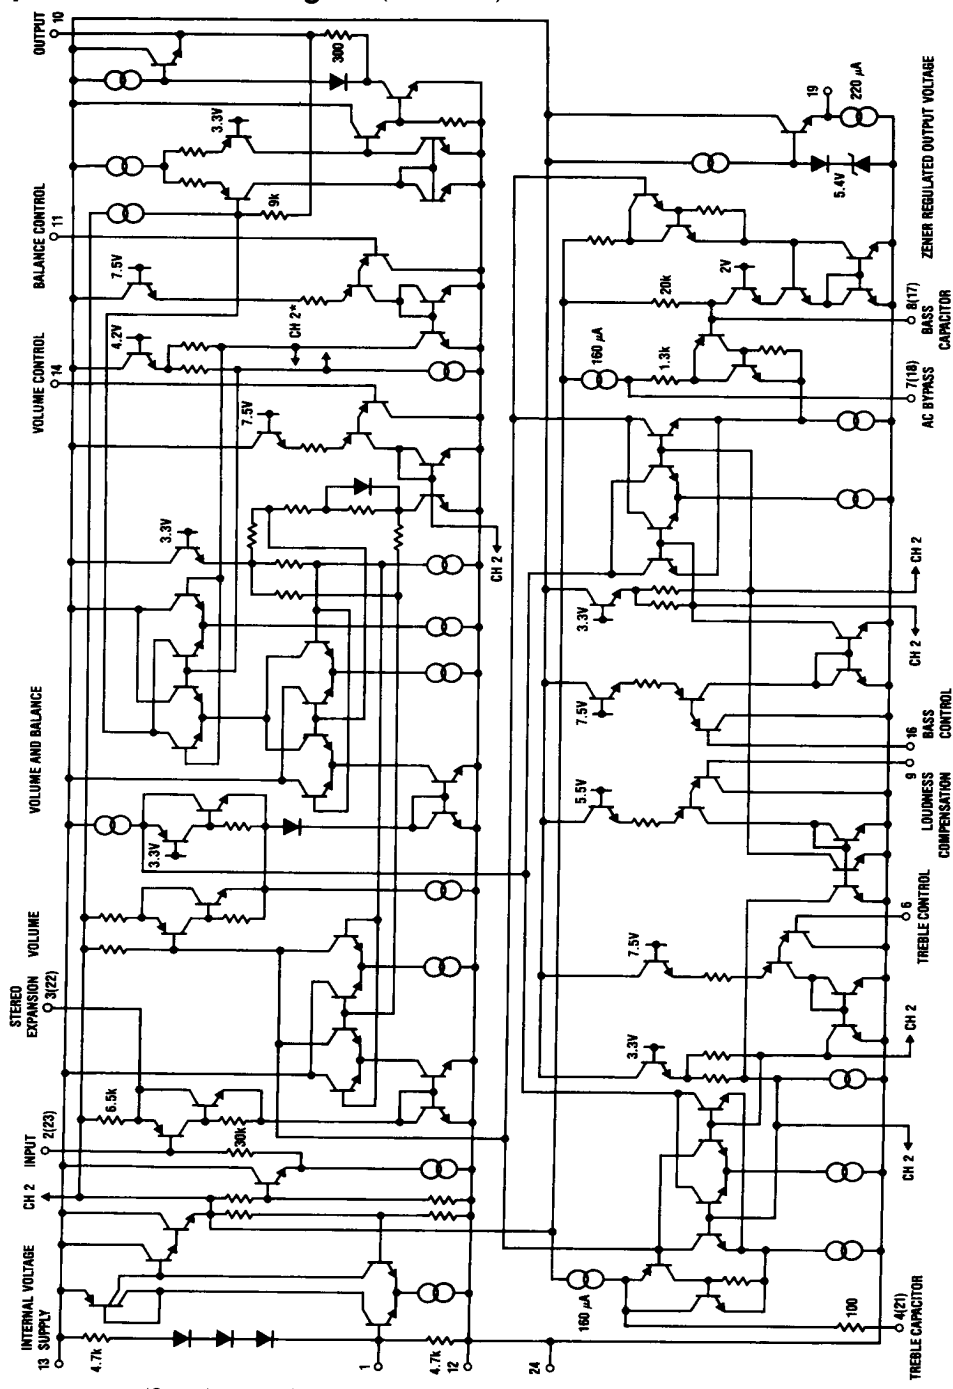 INTERNAL VOLTAGE
13 SUPPLY
CH 2
INPUT
2(23)
STEREO
EXPANSION
3(22)
VOLUME
VOLUME AND BALANCE
VOLUME CONTROL
14
BALANCE CONTROL
11
OUTPUT
10
4.7k
6.5k
3.3V
3.3V
4.2V
7.5V
3.3V
30k
7.5V
9k
CH 2*
300
1
4.7k
12
CH 2
24
160 µA
3.3V
7.5V
5.5V
7.5V
3.3V
160 µA
1.3k
20k
2V
5.4V
19
220 µA
100
4(21)
TREBLE CAPACITOR
CH 2
CH 2
6
TREBLE CONTROL
9
LOUDNESS
COMPENSATION
16
BASS
CONTROL
CH 2
CH 2
7(18)
AC BYPASS
8(17)
BASS
CAPACITOR
ZENER REGULATED OUTPUT VOLTAGE